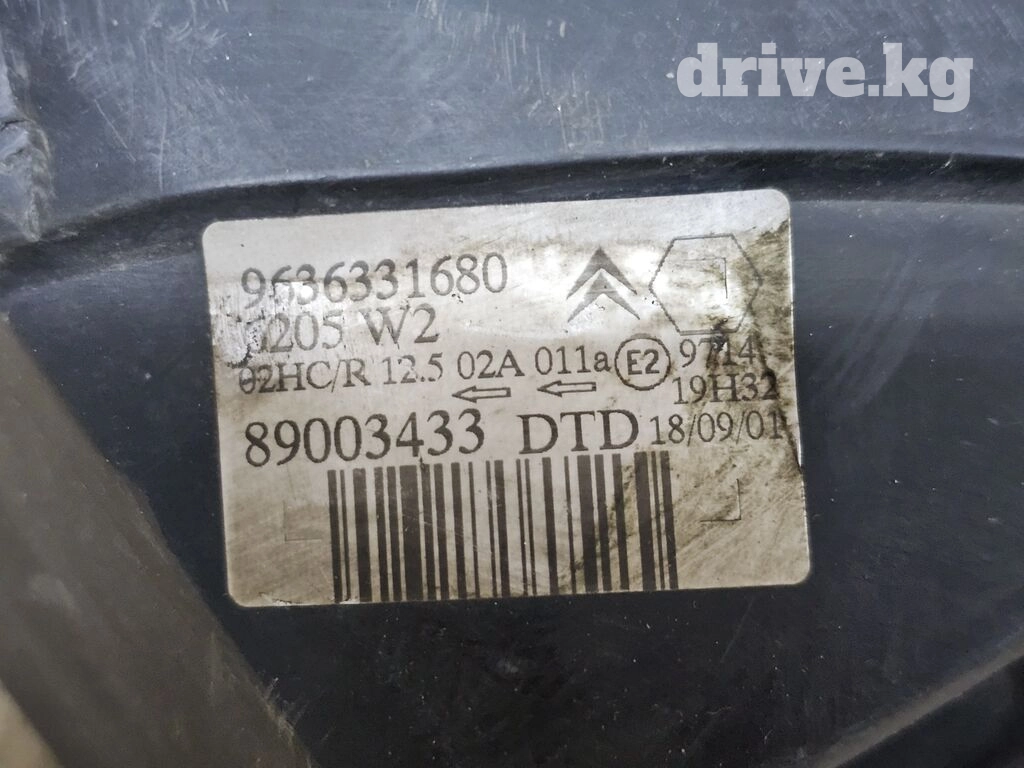 drive.kg
9636331680
205 W2
02HC/R 12.5 02A 011a E2 9714
19H32
89003433 DTD 18/09/01